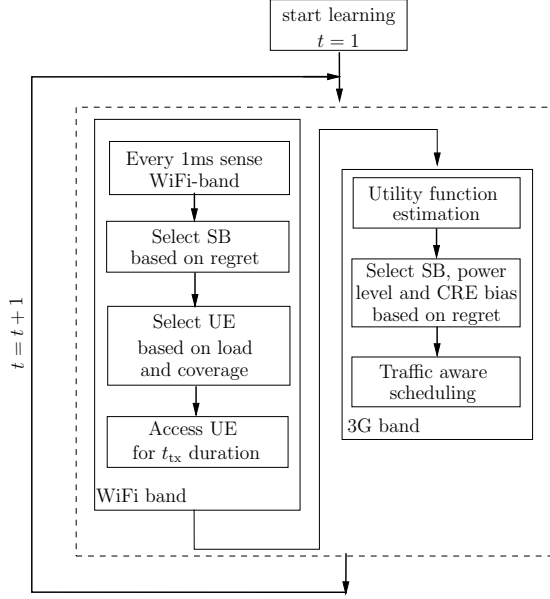 start learning
t = 1
Every 1ms sense
WiFi-band
Select SB
based on regret
Select UE
based on load
and coverage
Access UE
for t_tx duration
WiFi band
Utility function
estimation
Select SB, power
level and CRE bias
based on regret
Traffic aware
scheduling
3G band
t = t + 1